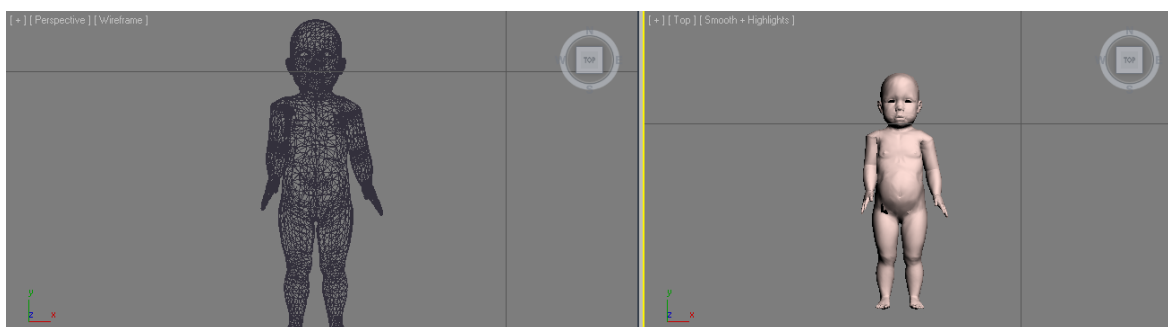 [ + ] [ Perspective ] [ Wireframe ]
TOP
y
z x
[ + ] [ Top ] [ Smooth + Highlights ]
TOP
y
z x